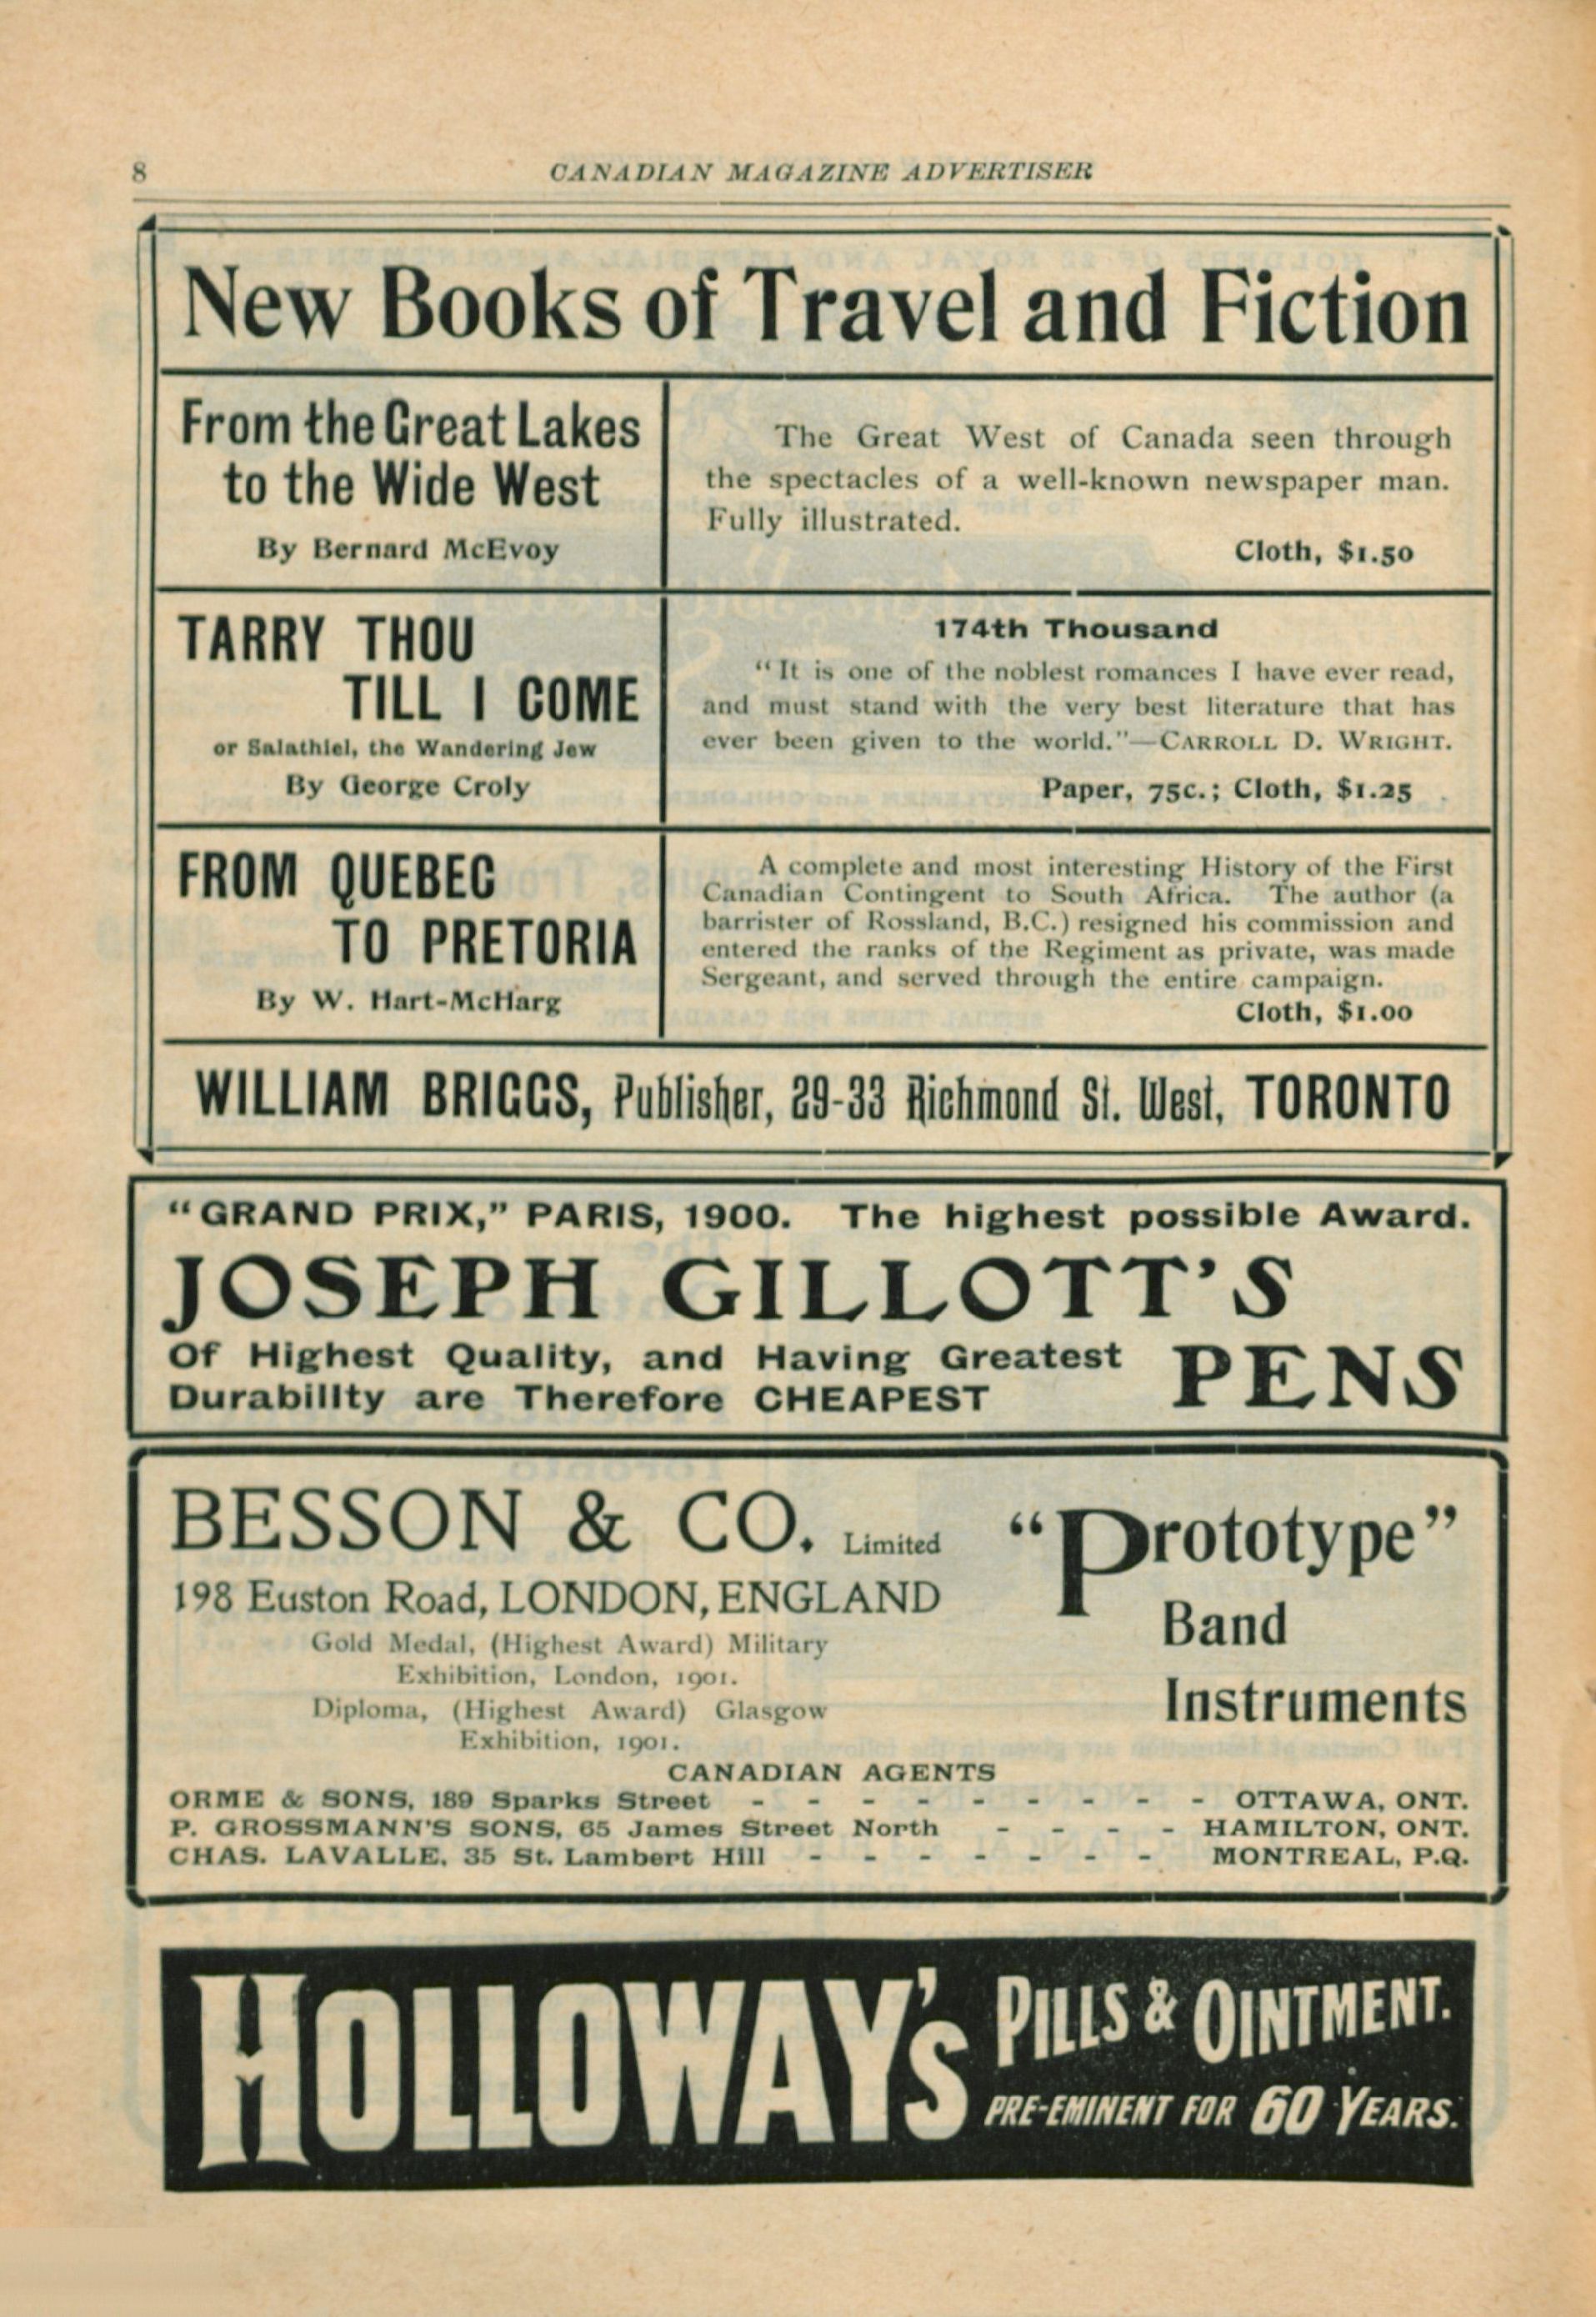 8
CANADIAN MAGAZINE ADVERTISER
New Books of Travel and Fiction
From the Great Lakes
to the Wide West
By Bernard McEvoy
The Great West of Canada seen through
the spectacles of a well-known newspaper man.
Fully illustrated.
Cloth, $1.50
TARRY THOU
TILL I COME
or Salathiel, the Wandering Jew
By George Croly
174th Thousand
"It is one of the noblest romances I have ever read,
and must stand with the very best literature that has
ever been given to the world."—CARROLL D. WRIGHT.
Paper, 75c.; Cloth, $1.25
FROM QUEBEC
TO PRETORIA
By W. Hart-McHarg
A complete and most interesting History of the First
Canadian Contingent to South Africa. The author (a
barrister of Rossland, B.C.) resigned his commission and
entered the ranks of the Regiment as private, was made
Sergeant, and served through the entire campaign.
Cloth, $1.00
WILLIAM BRIGGS, Publisher, 29-33 Richmond St. West, TORONTO
"GRAND PRIX," PARIS, 1900. The highest possible Award.
JOSEPH GILLOTT'S
Of Highest Quality, and Having Greatest
Durability are Therefore CHEAPEST
PENS
BESSON & CO. Limited
198 Euston Road, LONDON, ENGLAND
Gold Medal, (Highest Award) Military
Exhibition, London, 1901.
Diploma, (Highest Award) Glasgow
Exhibition, 1901.
"Prototype"
Band
Instruments
CANADIAN AGENTS
ORME & SONS, 189 Sparks Street - - - - - - - - - OTTAWA, ONT.
P. GROSSMANN'S SONS, 65 James Street North - - - - HAMILTON, ONT.
CHAS. LAVALLE, 35 St. Lambert Hill - - - - - - - MONTREAL, P.Q.
HOLLOWAY'S PILLS & OINTMENT.
PRE-EMINENT FOR 60 YEARS.